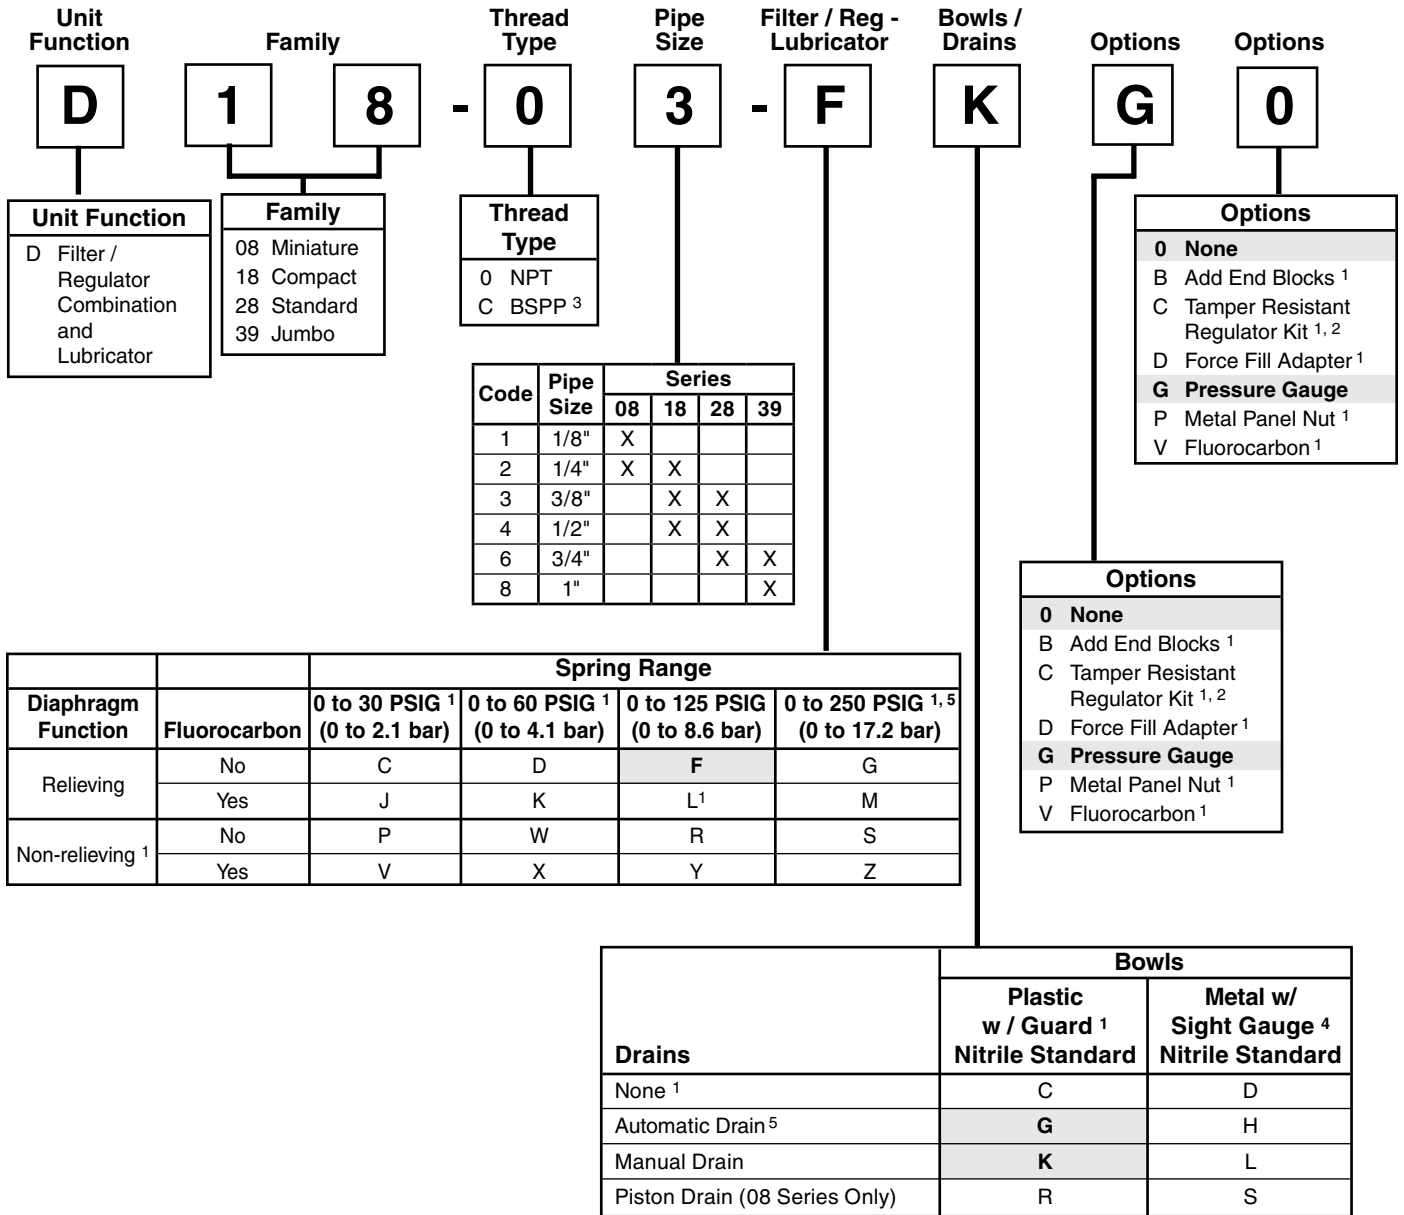 Unit Function
Family
Thread Type
Pipe Size
Filter / Reg - Lubricator
Bowls / Drains
Options
Options
D 1 8 - 0 3 - F K G 0
Unit Function
D Filter / Regulator Combination and Lubricator
Family
08 Miniature
18 Compact
28 Standard
39 Jumbo
Thread Type
0 NPT
C BSPP 3
Options
0 None
B Add End Blocks 1
C Tamper Resistant
Regulator Kit 1, 2
D Force Fill Adapter 1
G Pressure Gauge
P Metal Panel Nut 1
V Fluorocarbon 1
Code Pipe Size Series
08 18 28 39
1 1/8" X
2 1/4" X X
3 3/8" X X
4 1/2" X X
6 3/4" X X
8 1" X
Options
0 None
B Add End Blocks 1
C Tamper Resistant
Regulator Kit 1, 2
D Force Fill Adapter 1
G Pressure Gauge
P Metal Panel Nut 1
V Fluorocarbon 1
Spring Range
Diaphragm Function Fluorocarbon 0 to 30 PSIG 1 (0 to 2.1 bar) 0 to 60 PSIG 1 (0 to 4.1 bar) 0 to 125 PSIG (0 to 8.6 bar) 0 to 250 PSIG 1, 5 (0 to 17.2 bar)
Relieving No C D F G
Yes J K L1 M
Non-relieving 1 No P W R S
Yes V X Y Z
Bowls
Drains Plastic w / Guard 1 Nitrile Standard Metal w/ Sight Gauge 4 Nitrile Standard
None 1 C D
Automatic Drain 5 G H
Manual Drain K L
Piston Drain (08 Series Only) R S